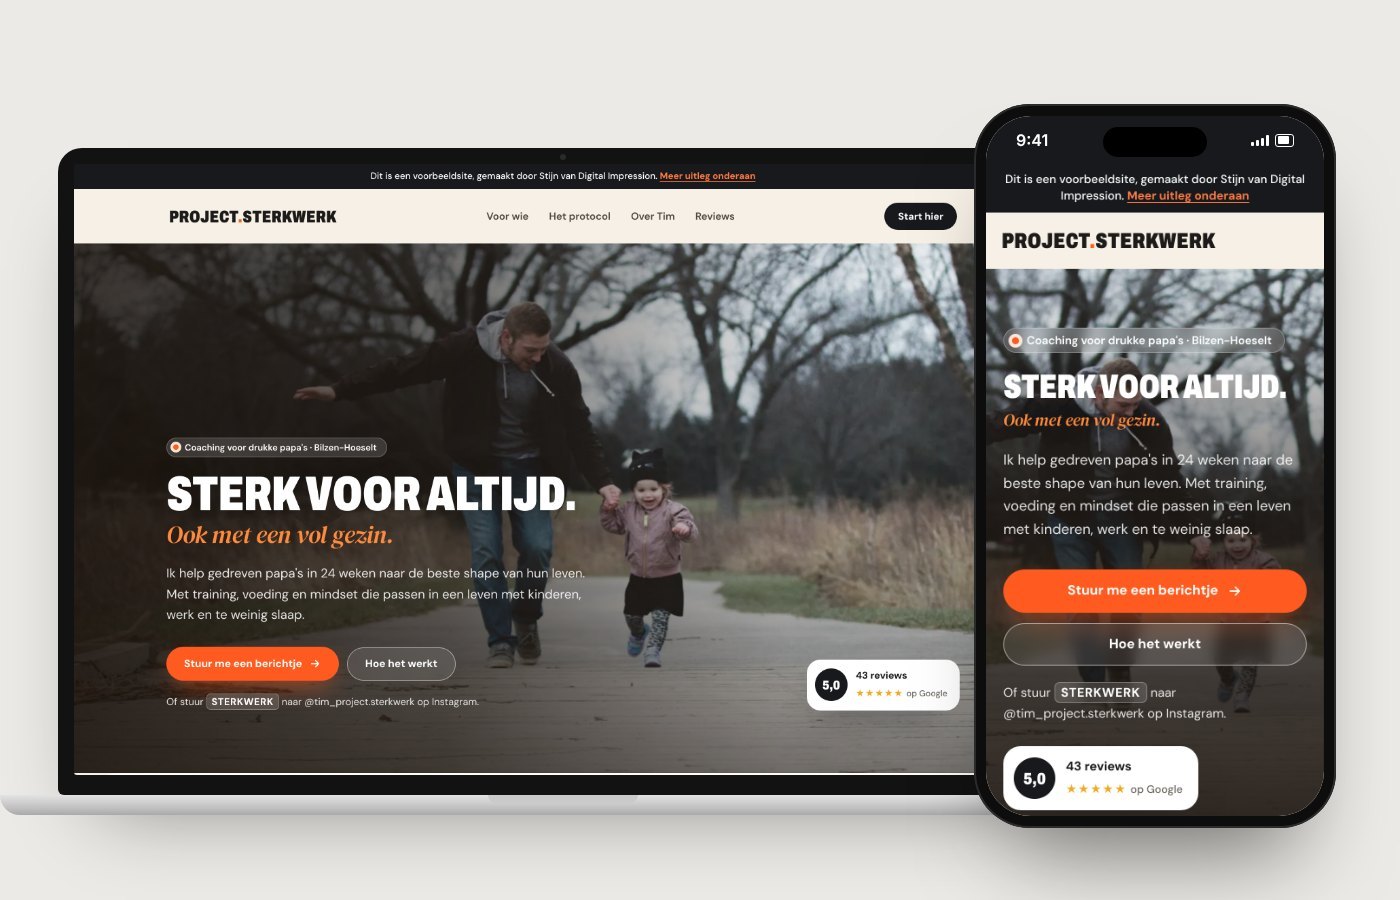 Dit is een voorbeeldsite, gemaakt door Stijn van Digital Impression. Meer uitleg onderaan
PROJECT.STERKWERK
Voor wie
Het protocol
Over Tim
Reviews
Start hier
Coaching voor drukke papa's · Bilzen-Hoeselt
STERK VOOR ALTIJD.
Ook met een vol gezin.
Ik help gedreven papa's in 24 weken naar de beste shape van hun leven.
Met training, voeding en mindset die passen in een leven met kinderen,
werk en te weinig slaap.
Stuur me een berichtje →
Hoe het werkt
Of stuur STERKWERK naar @tim_project.sterkwerk op Instagram.
5,0
43 reviews
★★★★★ op Google
9:41
Dit is een voorbeeldsite, gemaakt door Stijn van Digital
Impression. Meer uitleg onderaan
PROJECT.STERKWERK
Coaching voor drukke papa's · Bilzen-Hoeselt
STERK VOOR ALTIJD.
Ook met een vol gezin.
Ik help gedreven papa's in 24 weken naar de
beste shape van hun leven. Met training,
voeding en mindset die passen in een leven
met kinderen, werk en te weinig slaap.
Stuur me een berichtje →
Hoe het werkt
Of stuur STERKWERK naar
@tim_project.sterkwerk op Instagram.
5,0
43 reviews
★★★★★ op Google